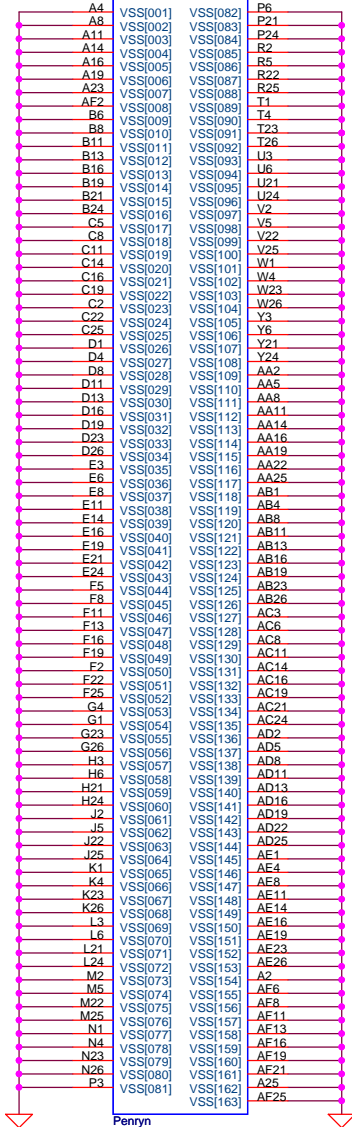 A4 VSS[001] VSS[082] P6
A8 VSS[002] VSS[083] P21
A11 VSS[003] VSS[084] P24
A14 VSS[004] VSS[085] R2
A16 VSS[005] VSS[086] R5
A19 VSS[006] VSS[087] R22
A23 VSS[007] VSS[088] R25
AF2 VSS[008] VSS[089] T1
B6 VSS[009] VSS[090] T4
B8 VSS[010] VSS[091] T23
B11 VSS[011] VSS[092] T26
B13 VSS[012] VSS[093] U3
B16 VSS[013] VSS[094] U6
B19 VSS[014] VSS[095] U21
B21 VSS[015] VSS[096] U24
B24 VSS[016] VSS[097] V2
C5 VSS[017] VSS[098] V5
C8 VSS[018] VSS[099] V22
C11 VSS[019] VSS[100] V25
C14 VSS[020] VSS[101] W1
C16 VSS[021] VSS[102] W4
C19 VSS[022] VSS[103] W23
C2 VSS[023] VSS[104] W26
C22 VSS[024] VSS[105] Y3
C25 VSS[025] VSS[106] Y6
D1 VSS[026] VSS[107] Y21
D4 VSS[027] VSS[108] Y24
D8 VSS[028] VSS[109] AA2
D11 VSS[029] VSS[110] AA5
D13 VSS[030] VSS[111] AA8
D16 VSS[031] VSS[112] AA11
D19 VSS[032] VSS[113] AA14
D23 VSS[033] VSS[114] AA16
D26 VSS[034] VSS[115] AA19
E3 VSS[035] VSS[116] AA22
E6 VSS[036] VSS[117] AA25
E8 VSS[037] VSS[118] AB1
E11 VSS[038] VSS[119] AB4
E14 VSS[039] VSS[120] AB8
E16 VSS[040] VSS[121] AB11
E19 VSS[041] VSS[122] AB13
E21 VSS[042] VSS[123] AB16
E24 VSS[043] VSS[124] AB19
F5 VSS[044] VSS[125] AB23
F8 VSS[045] VSS[126] AB26
F11 VSS[046] VSS[127] AC3
F13 VSS[047] VSS[128] AC6
F16 VSS[048] VSS[129] AC8
F19 VSS[049] VSS[130] AC11
F2 VSS[050] VSS[131] AC14
F22 VSS[051] VSS[132] AC16
F25 VSS[052] VSS[133] AC19
G4 VSS[053] VSS[134] AC21
G1 VSS[054] VSS[135] AC24
G23 VSS[055] VSS[136] AD2
G26 VSS[056] VSS[137] AD5
H3 VSS[057] VSS[138] AD8
H6 VSS[058] VSS[139] AD11
H21 VSS[059] VSS[140] AD13
H24 VSS[060] VSS[141] AD16
J2 VSS[061] VSS[142] AD19
J5 VSS[062] VSS[143] AD22
J22 VSS[063] VSS[144] AD25
J25 VSS[064] VSS[145] AE1
K1 VSS[065] VSS[146] AE4
K4 VSS[066] VSS[147] AE8
K23 VSS[067] VSS[148] AE11
K26 VSS[068] VSS[149] AE14
L3 VSS[069] VSS[150] AE16
L6 VSS[070] VSS[151] AE19
L21 VSS[071] VSS[152] AE23
L24 VSS[072] VSS[153] AE26
M2 VSS[073] VSS[154] A2
M5 VSS[074] VSS[155] AF6
M22 VSS[075] VSS[156] AF8
M25 VSS[076] VSS[157] AF11
N1 VSS[077] VSS[158] AF13
N4 VSS[078] VSS[159] AF16
N23 VSS[079] VSS[160] AF19
N26 VSS[080] VSS[161] AF21
P3 VSS[081] VSS[162] A25
VSS[163] AF25
Penryn